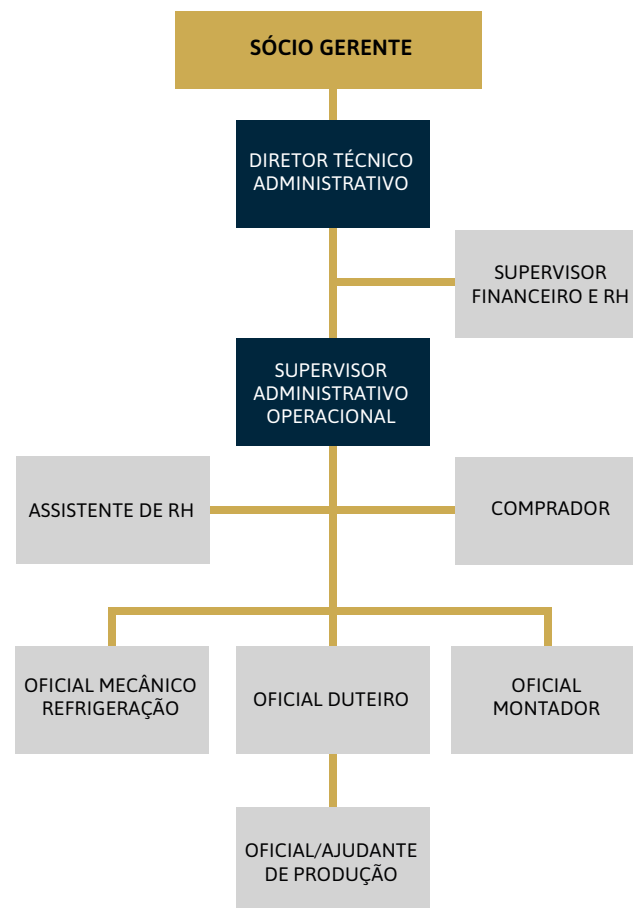 SÓCIO GERENTE
DIRETOR TÉCNICO
ADMINISTRATIVO
SUPERVISOR
FINANCEIRO E RH
SUPERVISOR
ADMINISTRATIVO
OPERACIONAL
ASSISTENTE DE RH
COMPRADOR
OFICIAL MECÂNICO
REFRIGERAÇÃO
OFICIAL DUTEIRO
OFICIAL
MONTADOR
OFICIAL/AJUDANTE
DE PRODUÇÃO